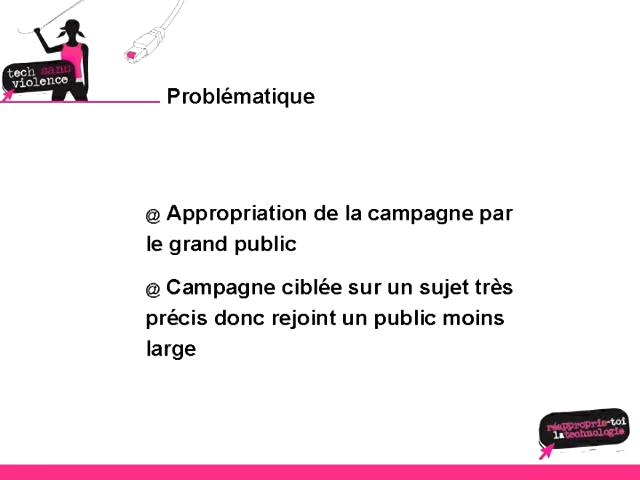 tech sans
violence
Problématique
@ Appropriation de la campagne par
le grand public
@ Campagne ciblée sur un sujet très
précis donc rejoint un public moins
large
réapproprie-toi
la technologie